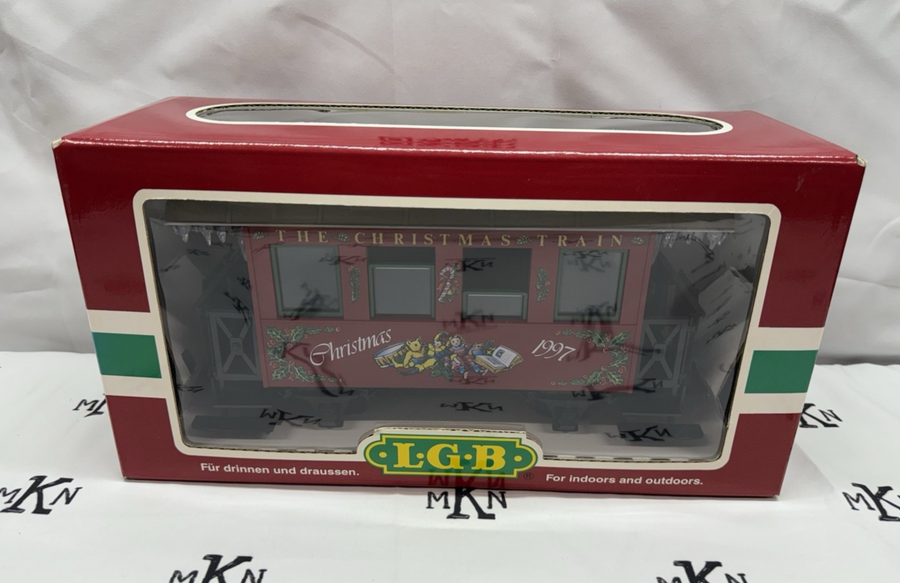 THE CHRISTMAS TRAIN
Christmas 1997
L·G·B ®
Für drinnen und draussen. For indoors and outdoors.
MKN
MKN
MKN
MKN
MKN
MKN
MKN